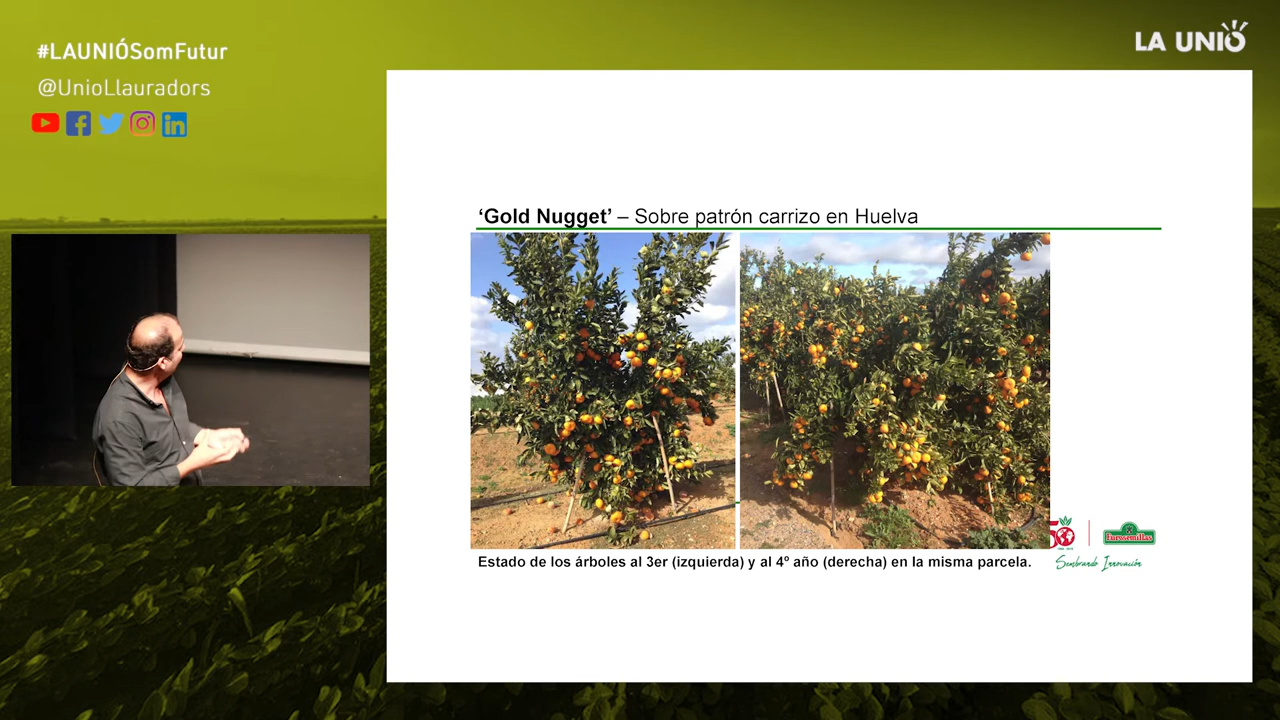 #LAUNIÓSomFutur
@UnioLlauradors
LA UNIÓ
‘Gold Nugget’ – Sobre patrón carrizo en Huelva
Eurosemillas
Sembrando Innovación
Estado de los árboles al 3er (izquierda) y al 4º año (derecha) en la misma parcela.